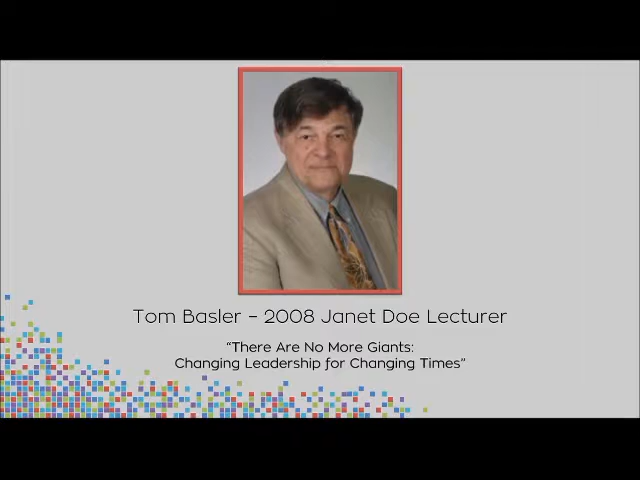 Tom Basler - 2008 Janet Doe Lecturer
“There Are No More Giants:
Changing Leadership for Changing Times”